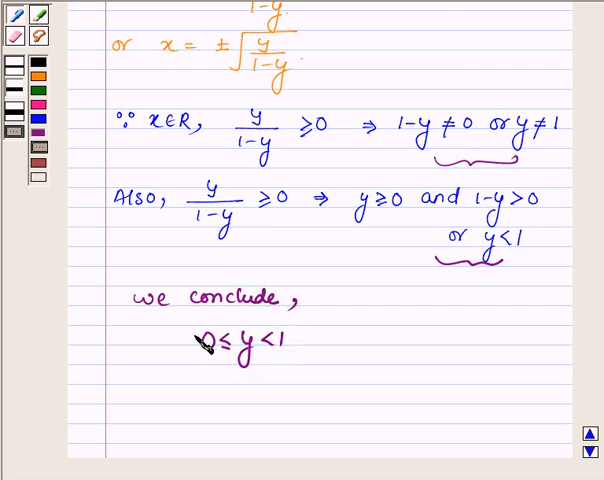 1-y.
or x = ± √(y/(1-y)).
∵ x∈R, y/(1-y) ⩾0 ⇒ 1-y ≠ 0 or y ≠ 1
Also, y/(1-y) ⩾ 0 ⇒ y⩾0 and 1-y>0
or y<1
We conclude,
0≤ y <1